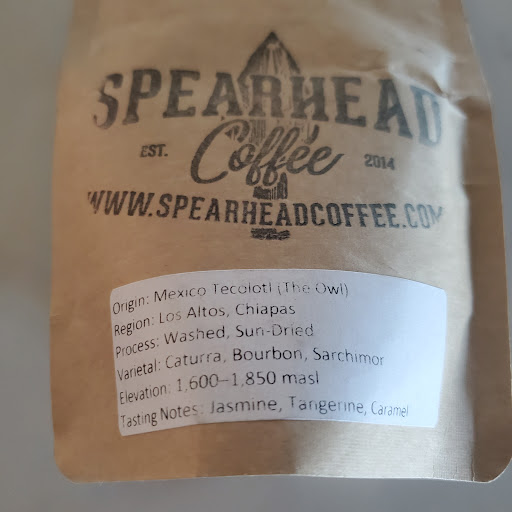 SPEARHEAD
EST. Coffee 2014
WWW.SPEARHEADCOFFEE.COM
Origin: Mexico Tecolotl (The Owl)
Region: Los Altos, Chiapas
Process: Washed, Sun-Dried
Varietal: Caturra, Bourbon, Sarchimor
Elevation: 1,600–1,850 masl
Tasting Notes: Jasmine, Tangerine, Caramel